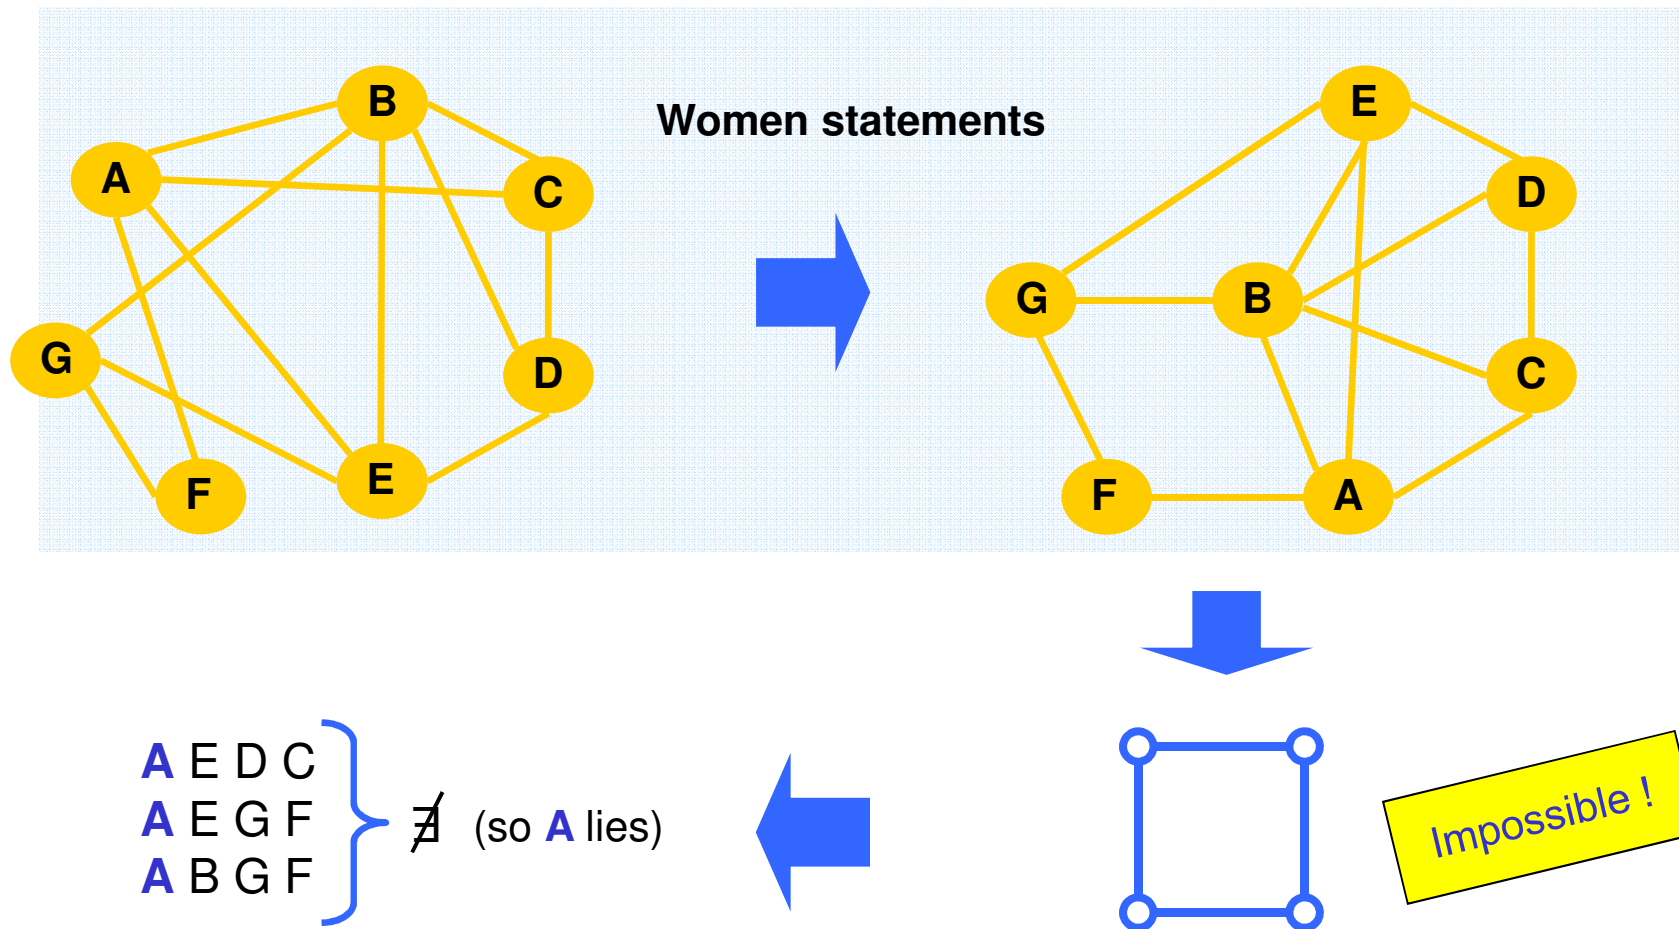 Women statements
B
A
C
G
D
F
E
E
D
G
B
C
F
A
A E D C
A E G F
A B G F
∄ (so A lies)
Impossible !